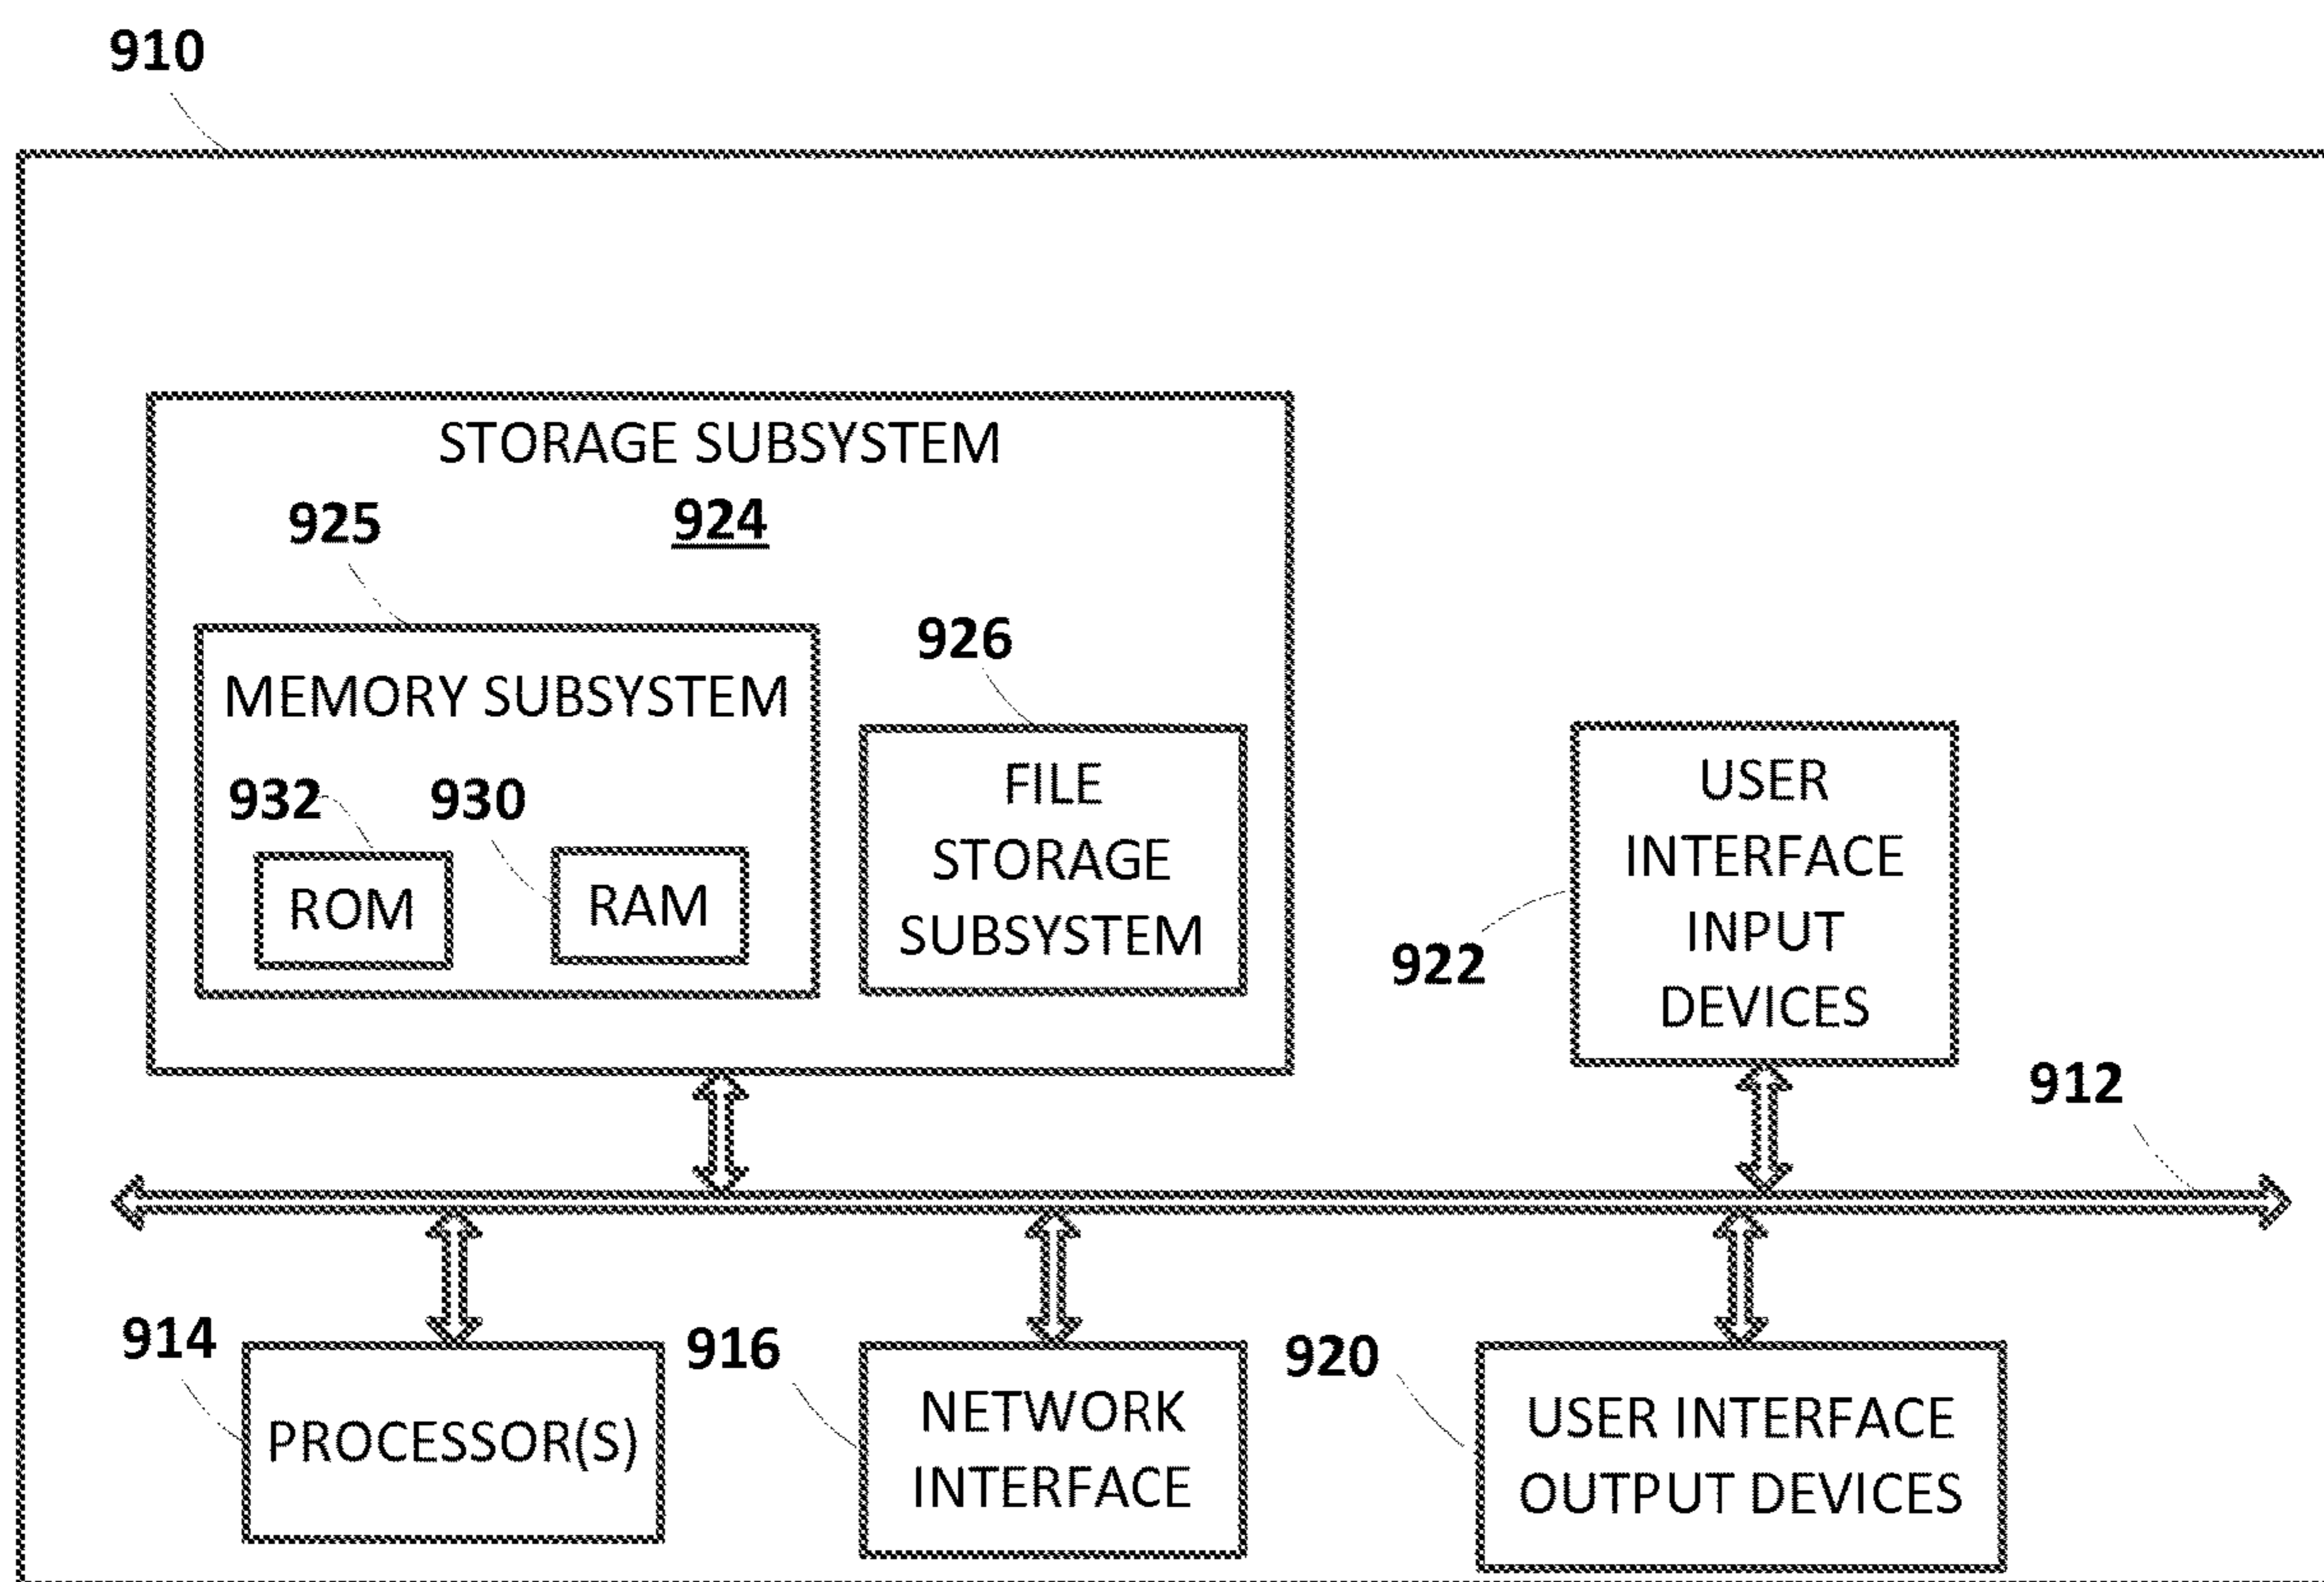 910
STORAGE SUBSYSTEM
925
924
926
MEMORY SUBSYSTEM
932
930
ROM
RAM
FILE
STORAGE
SUBSYSTEM
USER
INTERFACE
INPUT
DEVICES
922
912
914
PROCESSOR(S)
916
NETWORK
INTERFACE
920
USER INTERFACE
OUTPUT DEVICES